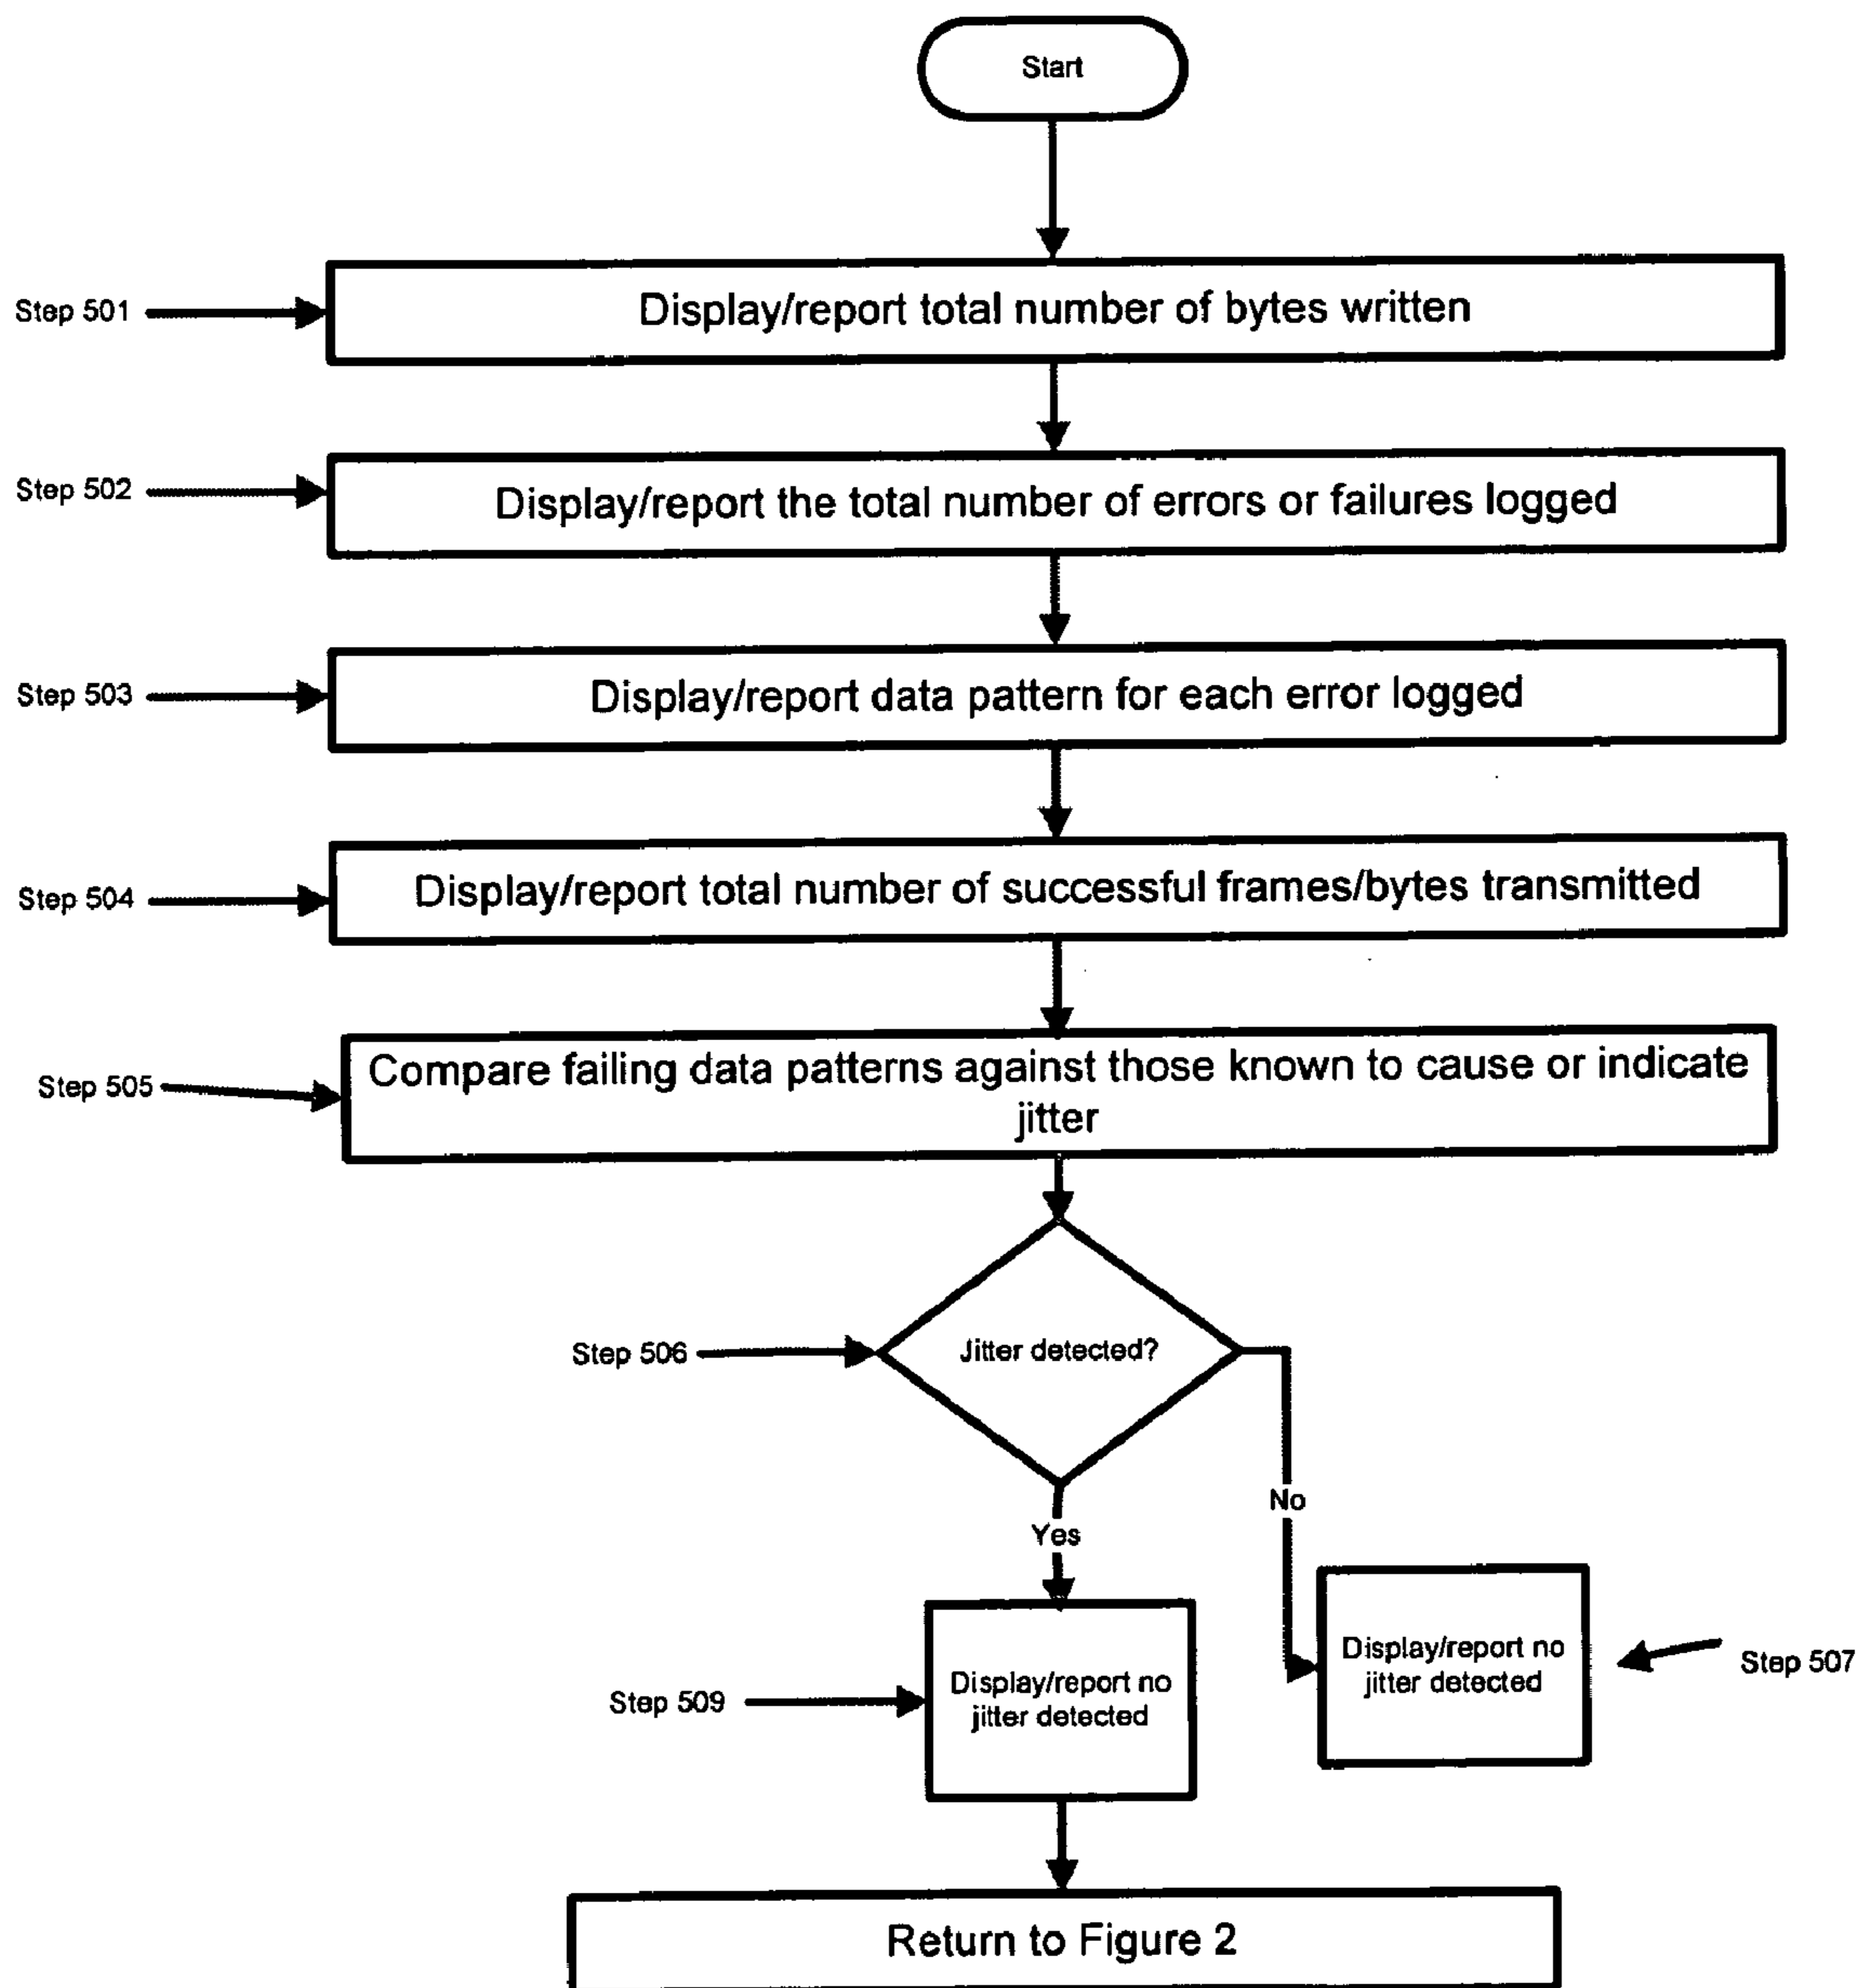 Start
Step 501
Display/report total number of bytes written
Step 502
Display/report the total number of errors or failures logged
Step 503
Display/report data pattern for each error logged
Step 504
Display/report total number of successful frames/bytes transmitted
Step 505
Compare failing data patterns against those known to cause or indicate
jitter
Step 506
Jitter detected?
No
Yes
Display/report no
jitter detected
Step 507
Step 509
Display/report no
jitter detected
Return to Figure 2